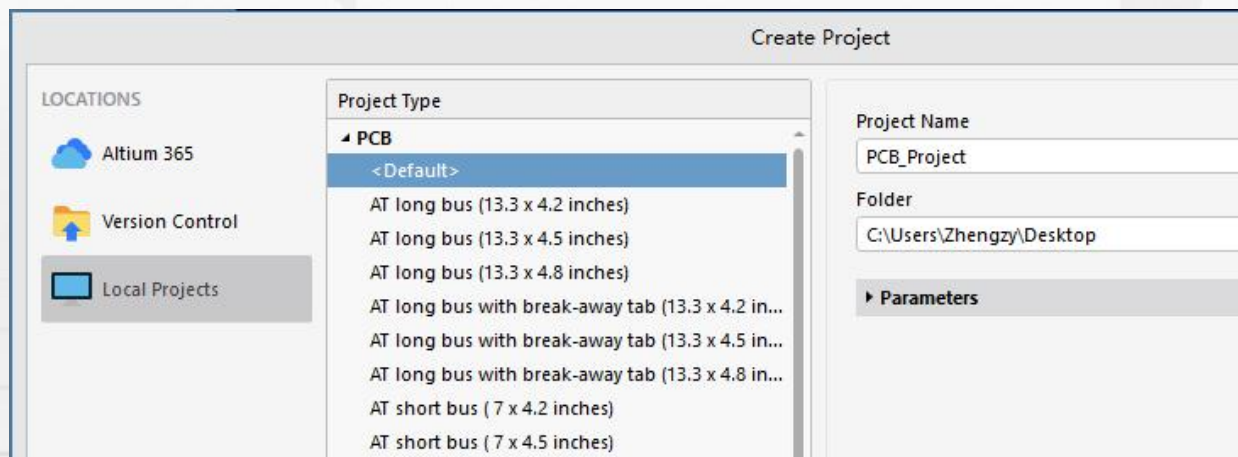 Create Project
LOCATIONS
Altium 365
Version Control
Local Projects
Project Type
PCB
<Default>
AT long bus (13.3 x 4.2 inches)
AT long bus (13.3 x 4.5 inches)
AT long bus (13.3 x 4.8 inches)
AT long bus with break-away tab (13.3 x 4.2 in...
AT long bus with break-away tab (13.3 x 4.5 in...
AT long bus with break-away tab (13.3 x 4.8 in...
AT short bus ( 7 x 4.2 inches)
AT short bus ( 7 x 4.5 inches)
Project Name
PCB_Project
Folder
C:\Users\Zhengzy\Desktop
Parameters